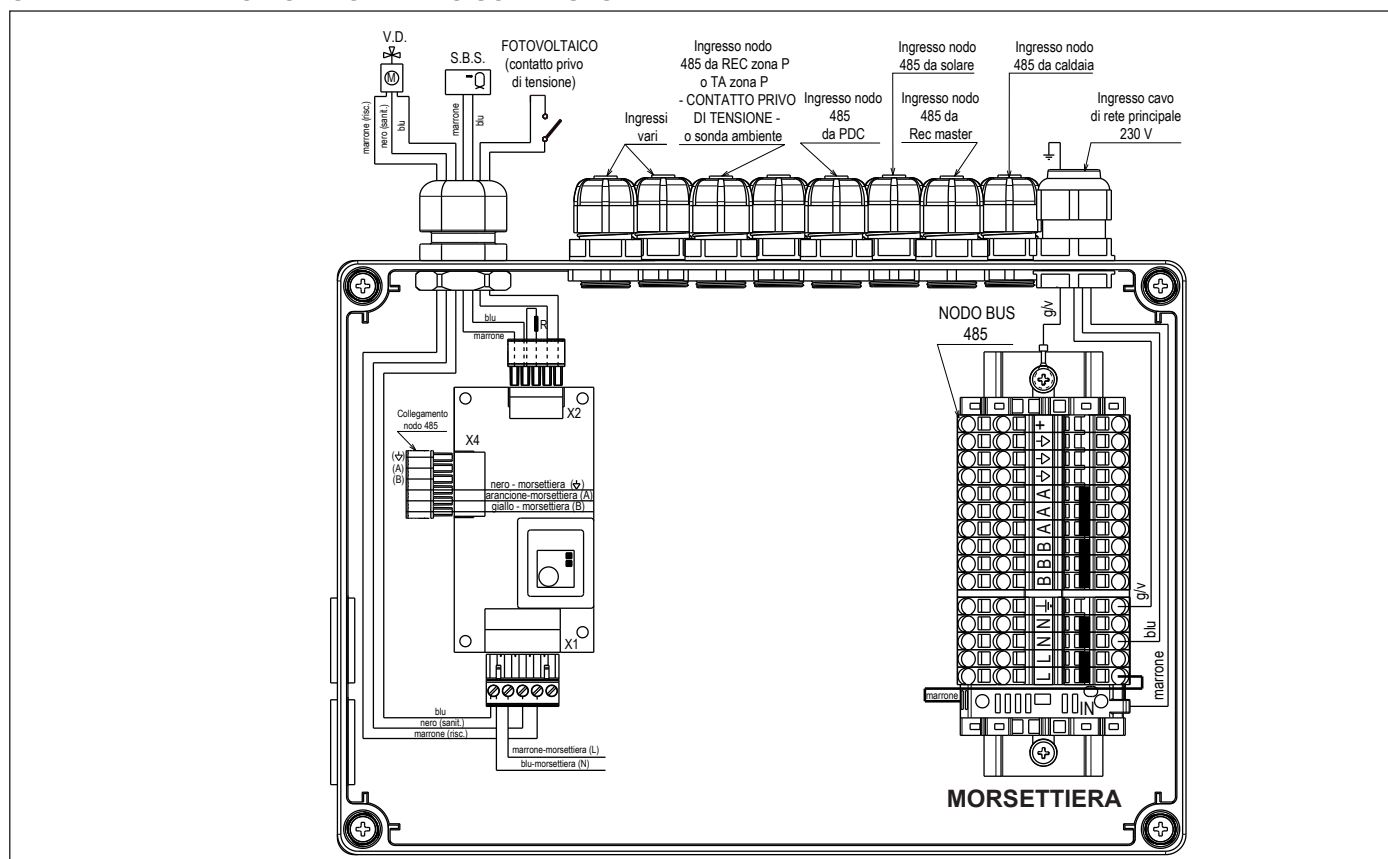 V.D.
M
marrone (risc.)
nero (sanit.)
blu
S.B.S.
marrone
blu
FOTOVOLTAICO
(contatto privo
di tensione)
Ingressi
vari
Ingresso nodo
485 da REC zona P
o TA zona P
- CONTATTO PRIVO
DI TENSIONE -
o sonda ambiente
Ingresso nodo
485
da PDC
Ingresso nodo
485 da solare
Ingresso nodo
485 da
Rec master
Ingresso nodo
485 da caldaia
Ingresso cavo
di rete principale
230 V
blu
marrone
R
X2
Collegamento
nodo 485
X4
(A)
(B)
nero - morsettiera
arancione-morsettiera (A)
giallo - morsettiera (B)
X1
blu
nero (sanit.)
marrone (risc.)
marrone-morsettiera (L)
blu-morsettiera (N)
NODO BUS
485
g/v
+
A
A
A
B
B
B
N
N
L
L
g/v
blu
marrone
marrone
IN
MORSETTIERA